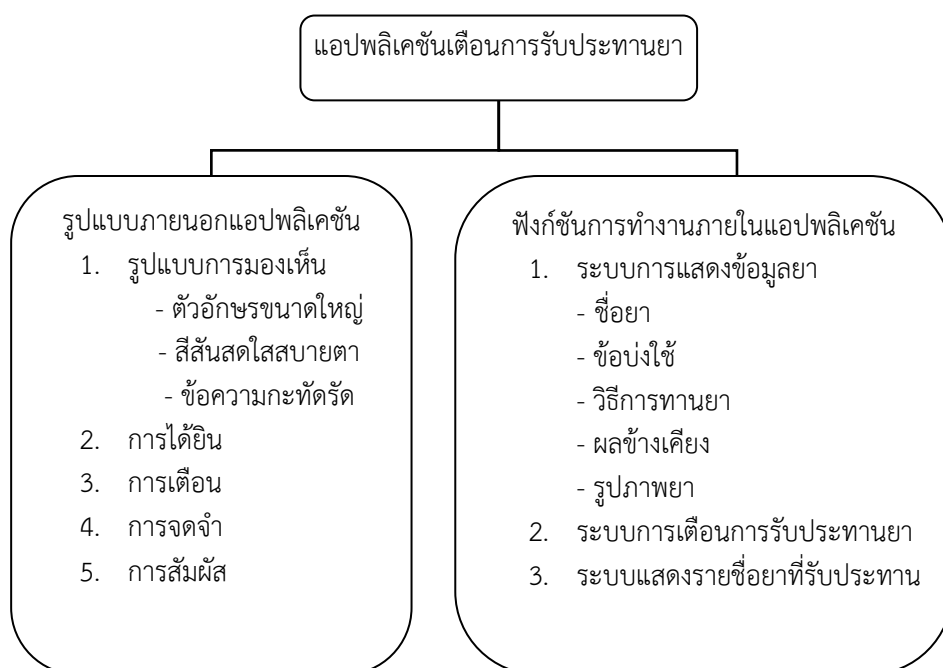 แอปพลิเคชันเตือนการรับประทานยา
รูปแบบภายนอกแอปพลิเคชัน
1. รูปแบบการมองเห็น
- ตัวอักษรขนาดใหญ่
- สีสันสดใสสบายตา
- ข้อความกะทัดรัด
2. การได้ยิน
3. การเตือน
4. การจดจำ
5. การสัมผัส
ฟังก์ชันการทำงานภายในแอปพลิเคชัน
1. ระบบการแสดงข้อมูลยา
- ชื่อยา
- ข้อบ่งใช้
- วิธีการทานยา
- ผลข้างเคียง
- รูปภาพยา
2. ระบบการเตือนการรับประทานยา
3. ระบบแสดงรายชื่อยาที่รับประทาน